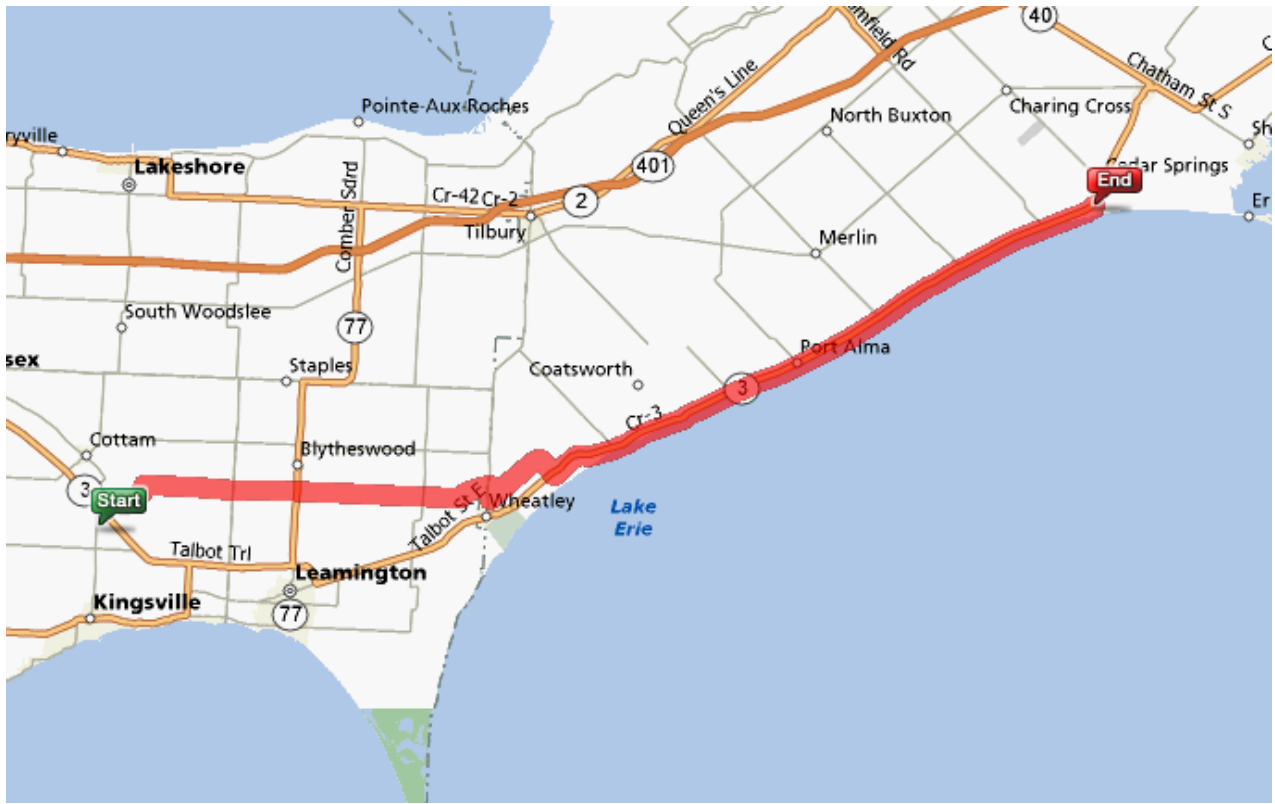 40
Chatham St S
Queen's Line
Pointe-Aux-Roches
North Buxton
Charing Cross
ryville
Lakeshore
401
Cedar Springs
End
Comber Sdrd
Cr-42
Cr-2
2
Tilbury
Merlin
South Woodslee
77
Port Alma
Staples
Coatsworth
3
Cr-3
Cottam
Blytheswood
3
Start
Talbot St E
Wheatley
Lake
Erie
Talbot Trl
Leamington
Kingsville
77